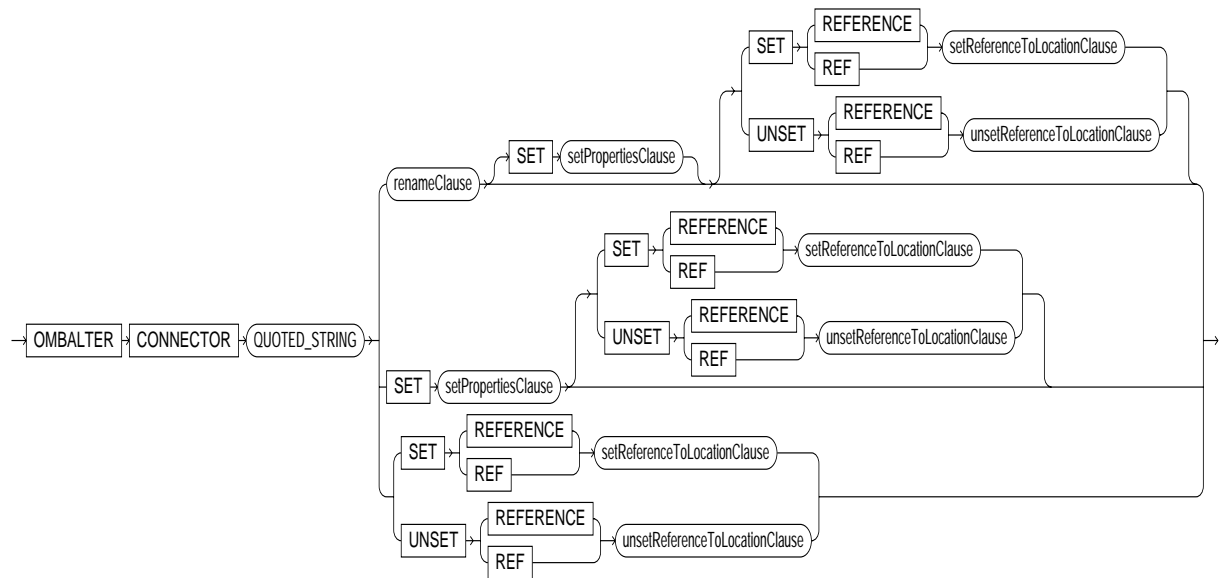 REFERENCE
SET setReferenceToLocationClause
REF
REFERENCE
UNSET unsetReferenceToLocationClause
REF
SET setPropertiesClause
renameClause
REFERENCE
SET setReferenceToLocationClause
REF
REFERENCE
UNSET unsetReferenceToLocationClause
REF
OMBALTER CONNECTOR QUOTED_STRING
SET setPropertiesClause
REFERENCE
SET setReferenceToLocationClause
REF
REFERENCE
UNSET unsetReferenceToLocationClause
REF